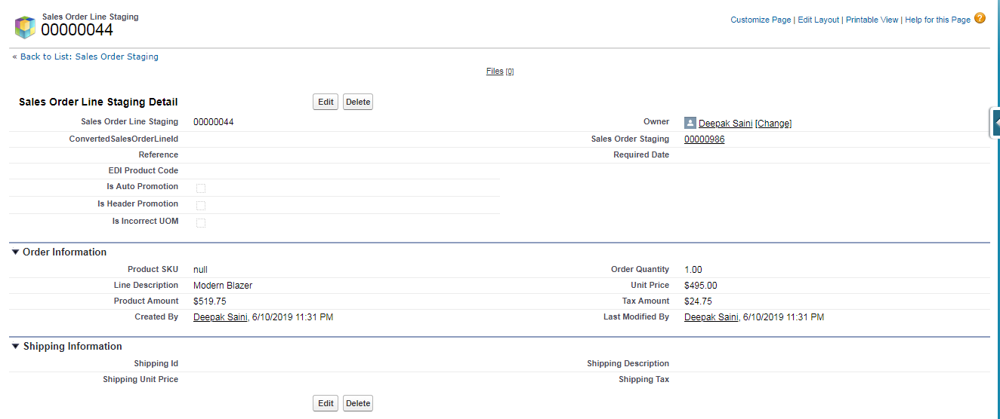 Sales Order Line Staging
00000044
Customize Page | Edit Layout | Printable View | Help for this Page ?
« Back to List: Sales Order Staging
Files [0]
Sales Order Line Staging Detail Edit Delete
Sales Order Line Staging 00000044 Owner Deepak Saini [Change]
ConvertedSalesOrderLineId Sales Order Staging 00000986
Reference Required Date
EDI Product Code
Is Auto Promotion
Is Header Promotion
Is Incorrect UOM
Order Information
Product SKU null Order Quantity 1.00
Line Description Modern Blazer Unit Price $495.00
Product Amount $519.75 Tax Amount $24.75
Created By Deepak Saini, 6/10/2019 11:31 PM Last Modified By Deepak Saini, 6/10/2019 11:31 PM
Shipping Information
Shipping Id Shipping Description
Shipping Unit Price Shipping Tax
Edit Delete